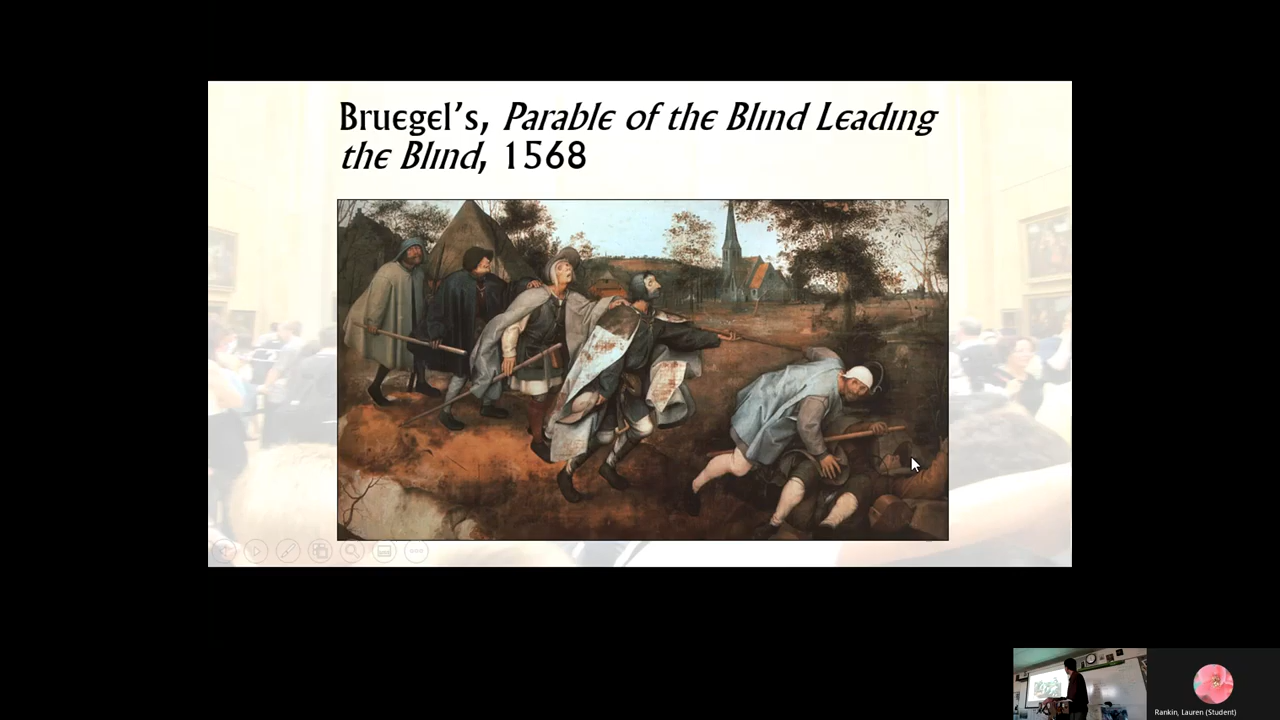 Bruegel's, Parable of the Blind Leading
the Blind, 1568
Rankin, Lauren (Student)